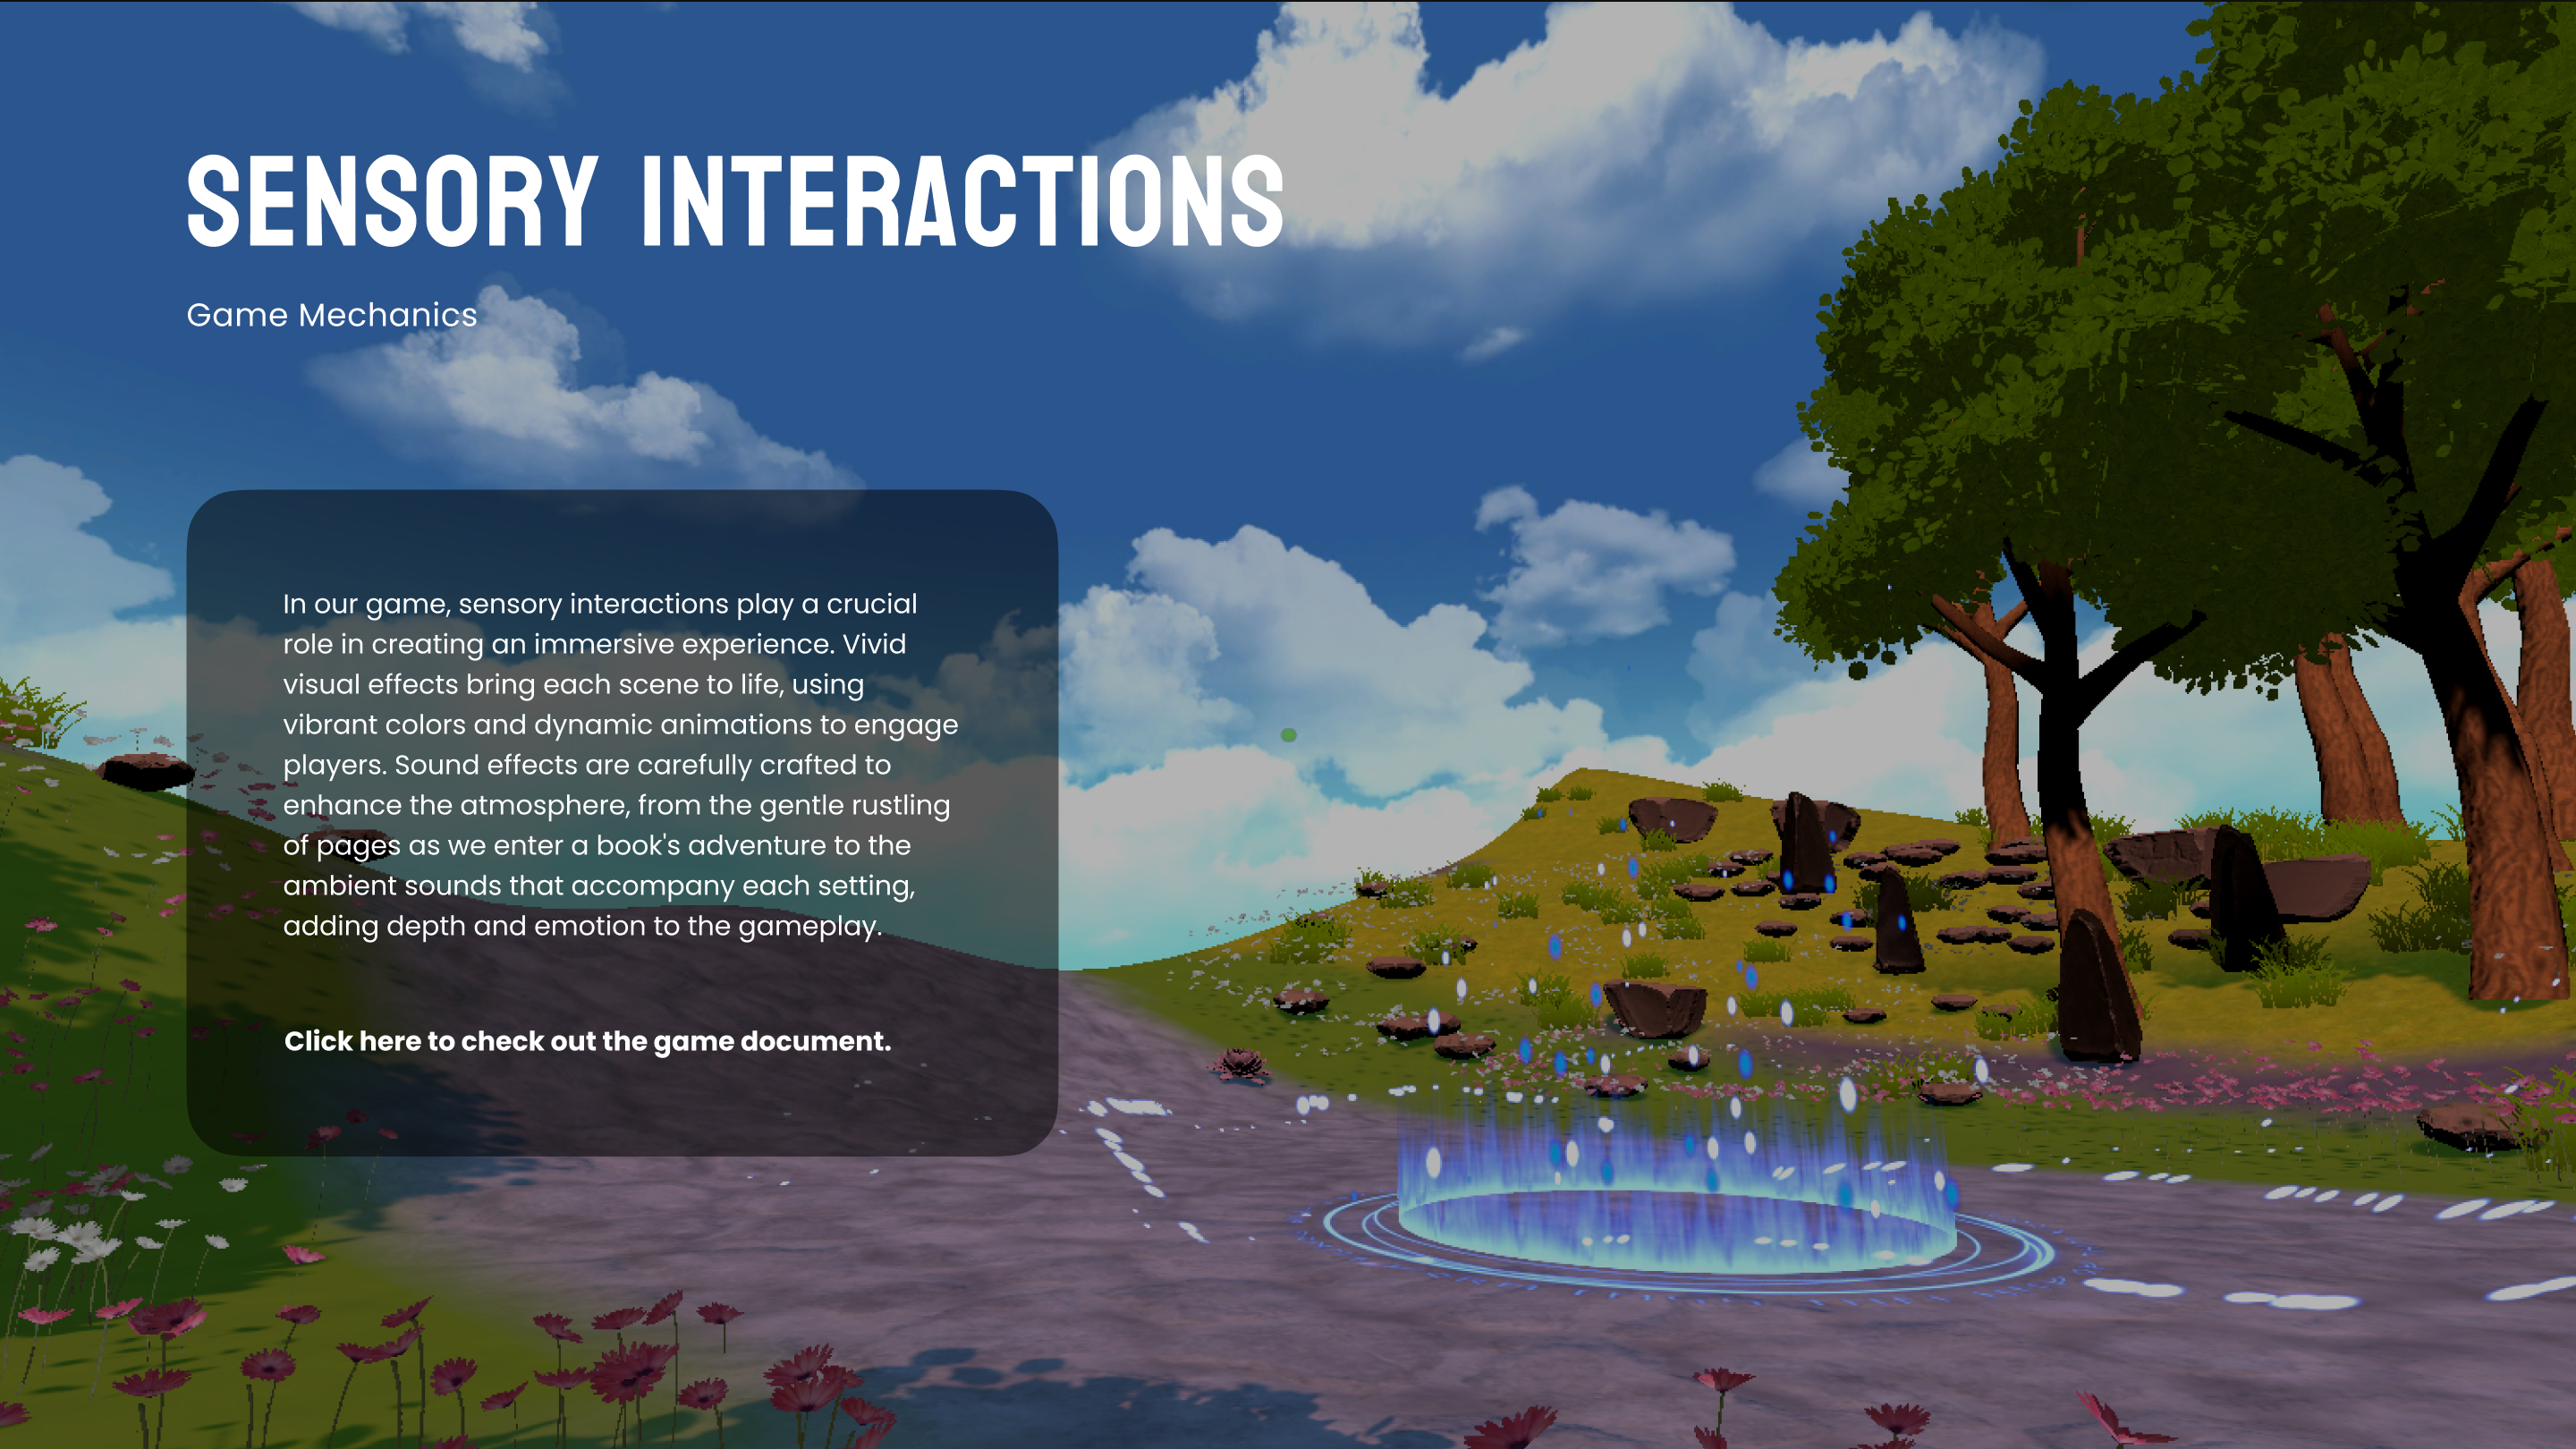 SENSORY INTERACTIONS
Game Mechanics
In our game, sensory interactions play a crucial
role in creating an immersive experience. Vivid
visual effects bring each scene to life, using
vibrant colors and dynamic animations to engage
players. Sound effects are carefully crafted to
enhance the atmosphere, from the gentle rustling
of pages as we enter a book's adventure to the
ambient sounds that accompany each setting,
adding depth and emotion to the gameplay.
Click here to check out the game document.